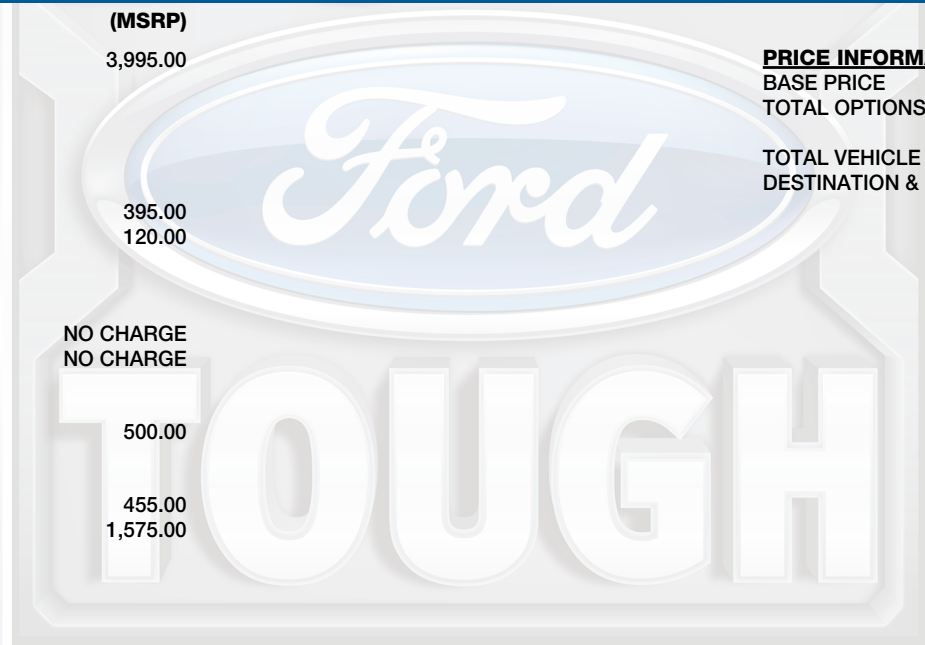 (MSRP)
3,995.00
395.00
120.00
NO CHARGE
NO CHARGE
500.00
455.00
1,575.00
PRICE INFORM
BASE PRICE
TOTAL OPTIONS
TOTAL VEHICLE
DESTINATION &
Ford
TOUGH